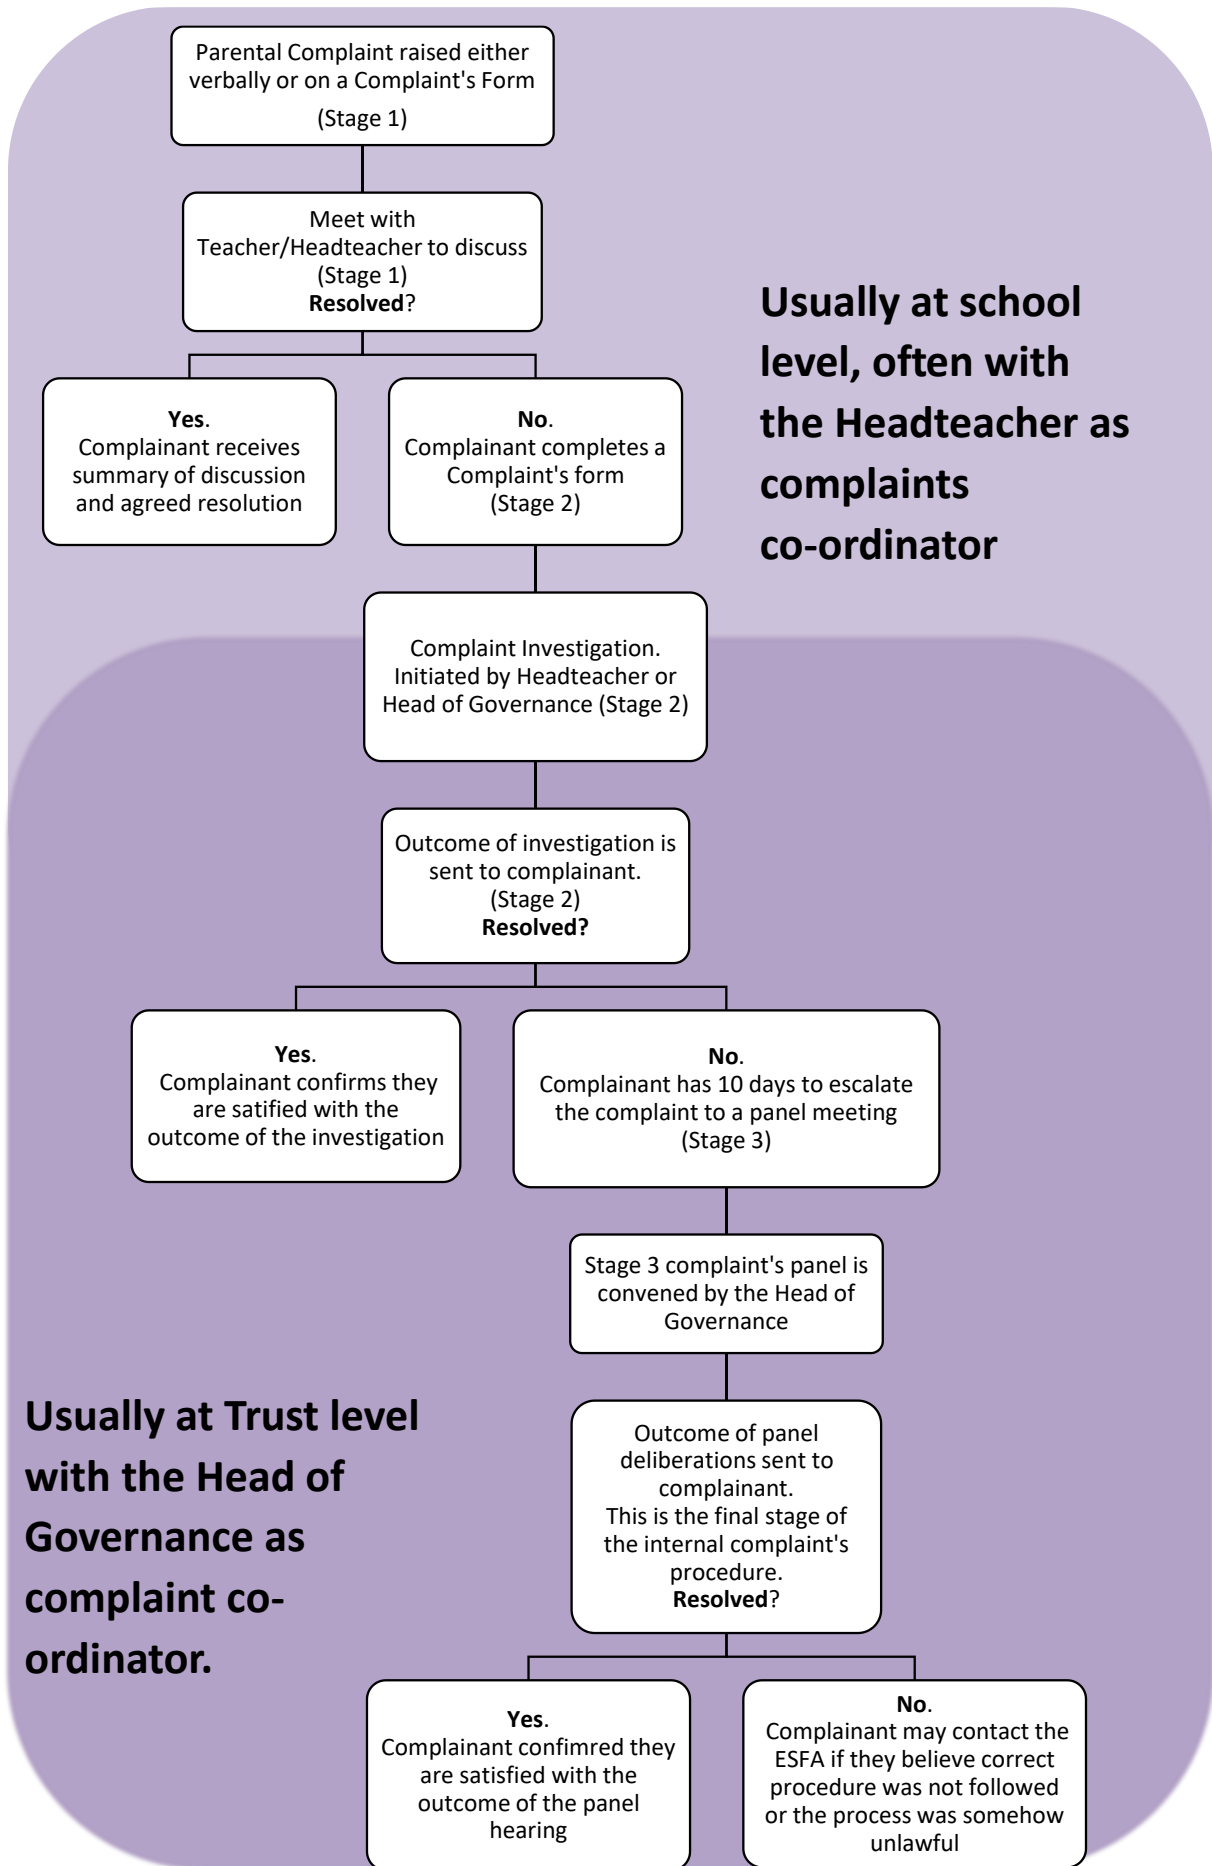 Parental Complaint raised either
verbally or on a Complaint's Form
(Stage 1)
Meet with
Teacher/Headteacher to discuss
(Stage 1)
Resolved?
Yes.
Complainant receives
summary of discussion
and agreed resolution
No.
Complainant completes a
Complaint's form
(Stage 2)
Usually at school
level, often with
the Headteacher as
complaints
co-ordinator
Complaint Investigation.
Initiated by Headteacher or
Head of Governance (Stage 2)
Outcome of investigation is
sent to complainant.
(Stage 2)
Resolved?
Yes.
Complainant confirms they
are satified with the
outcome of the investigation
No.
Complainant has 10 days to escalate
the complaint to a panel meeting
(Stage 3)
Stage 3 complaint's panel is
convened by the Head of
Governance
Usually at Trust level
with the Head of
Governance as
complaint co-
ordinator.
Outcome of panel
deliberations sent to
complainant.
This is the final stage of
the internal complaint's
procedure.
Resolved?
Yes.
Complainant confimred they
are satisfied with the
outcome of the panel
hearing
No.
Complainant may contact the
ESFA if they believe correct
procedure was not followed
or the process was somehow
unlawful